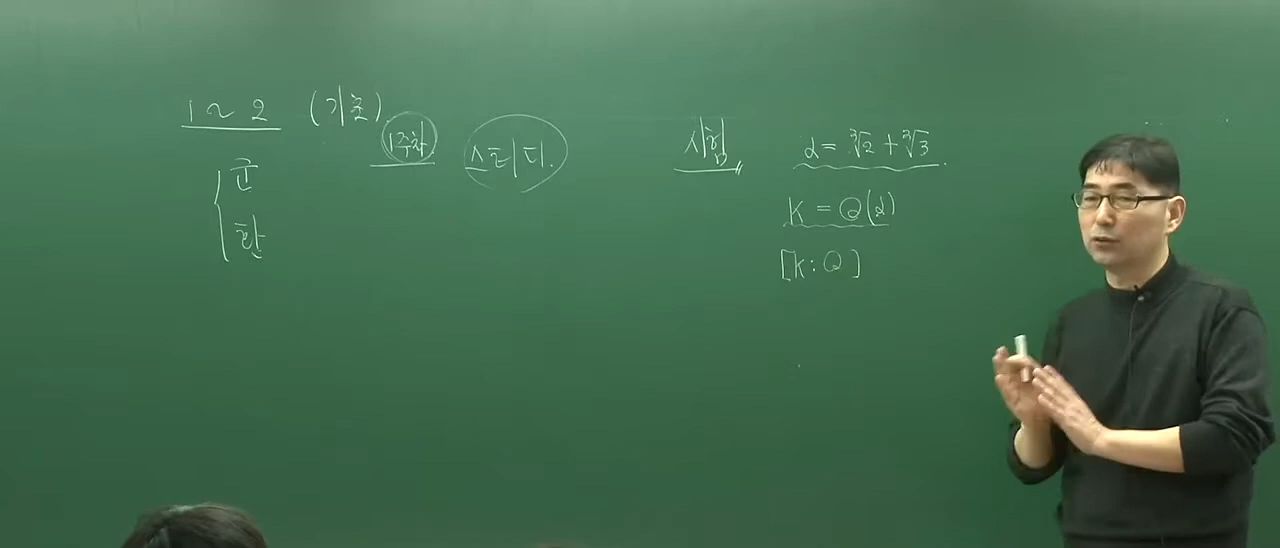 1 ~ 2 (기초)
1주차 스터디.
군
환
시험
α = ∛2 + ∛3.
K = Q(α)
[K : Q]